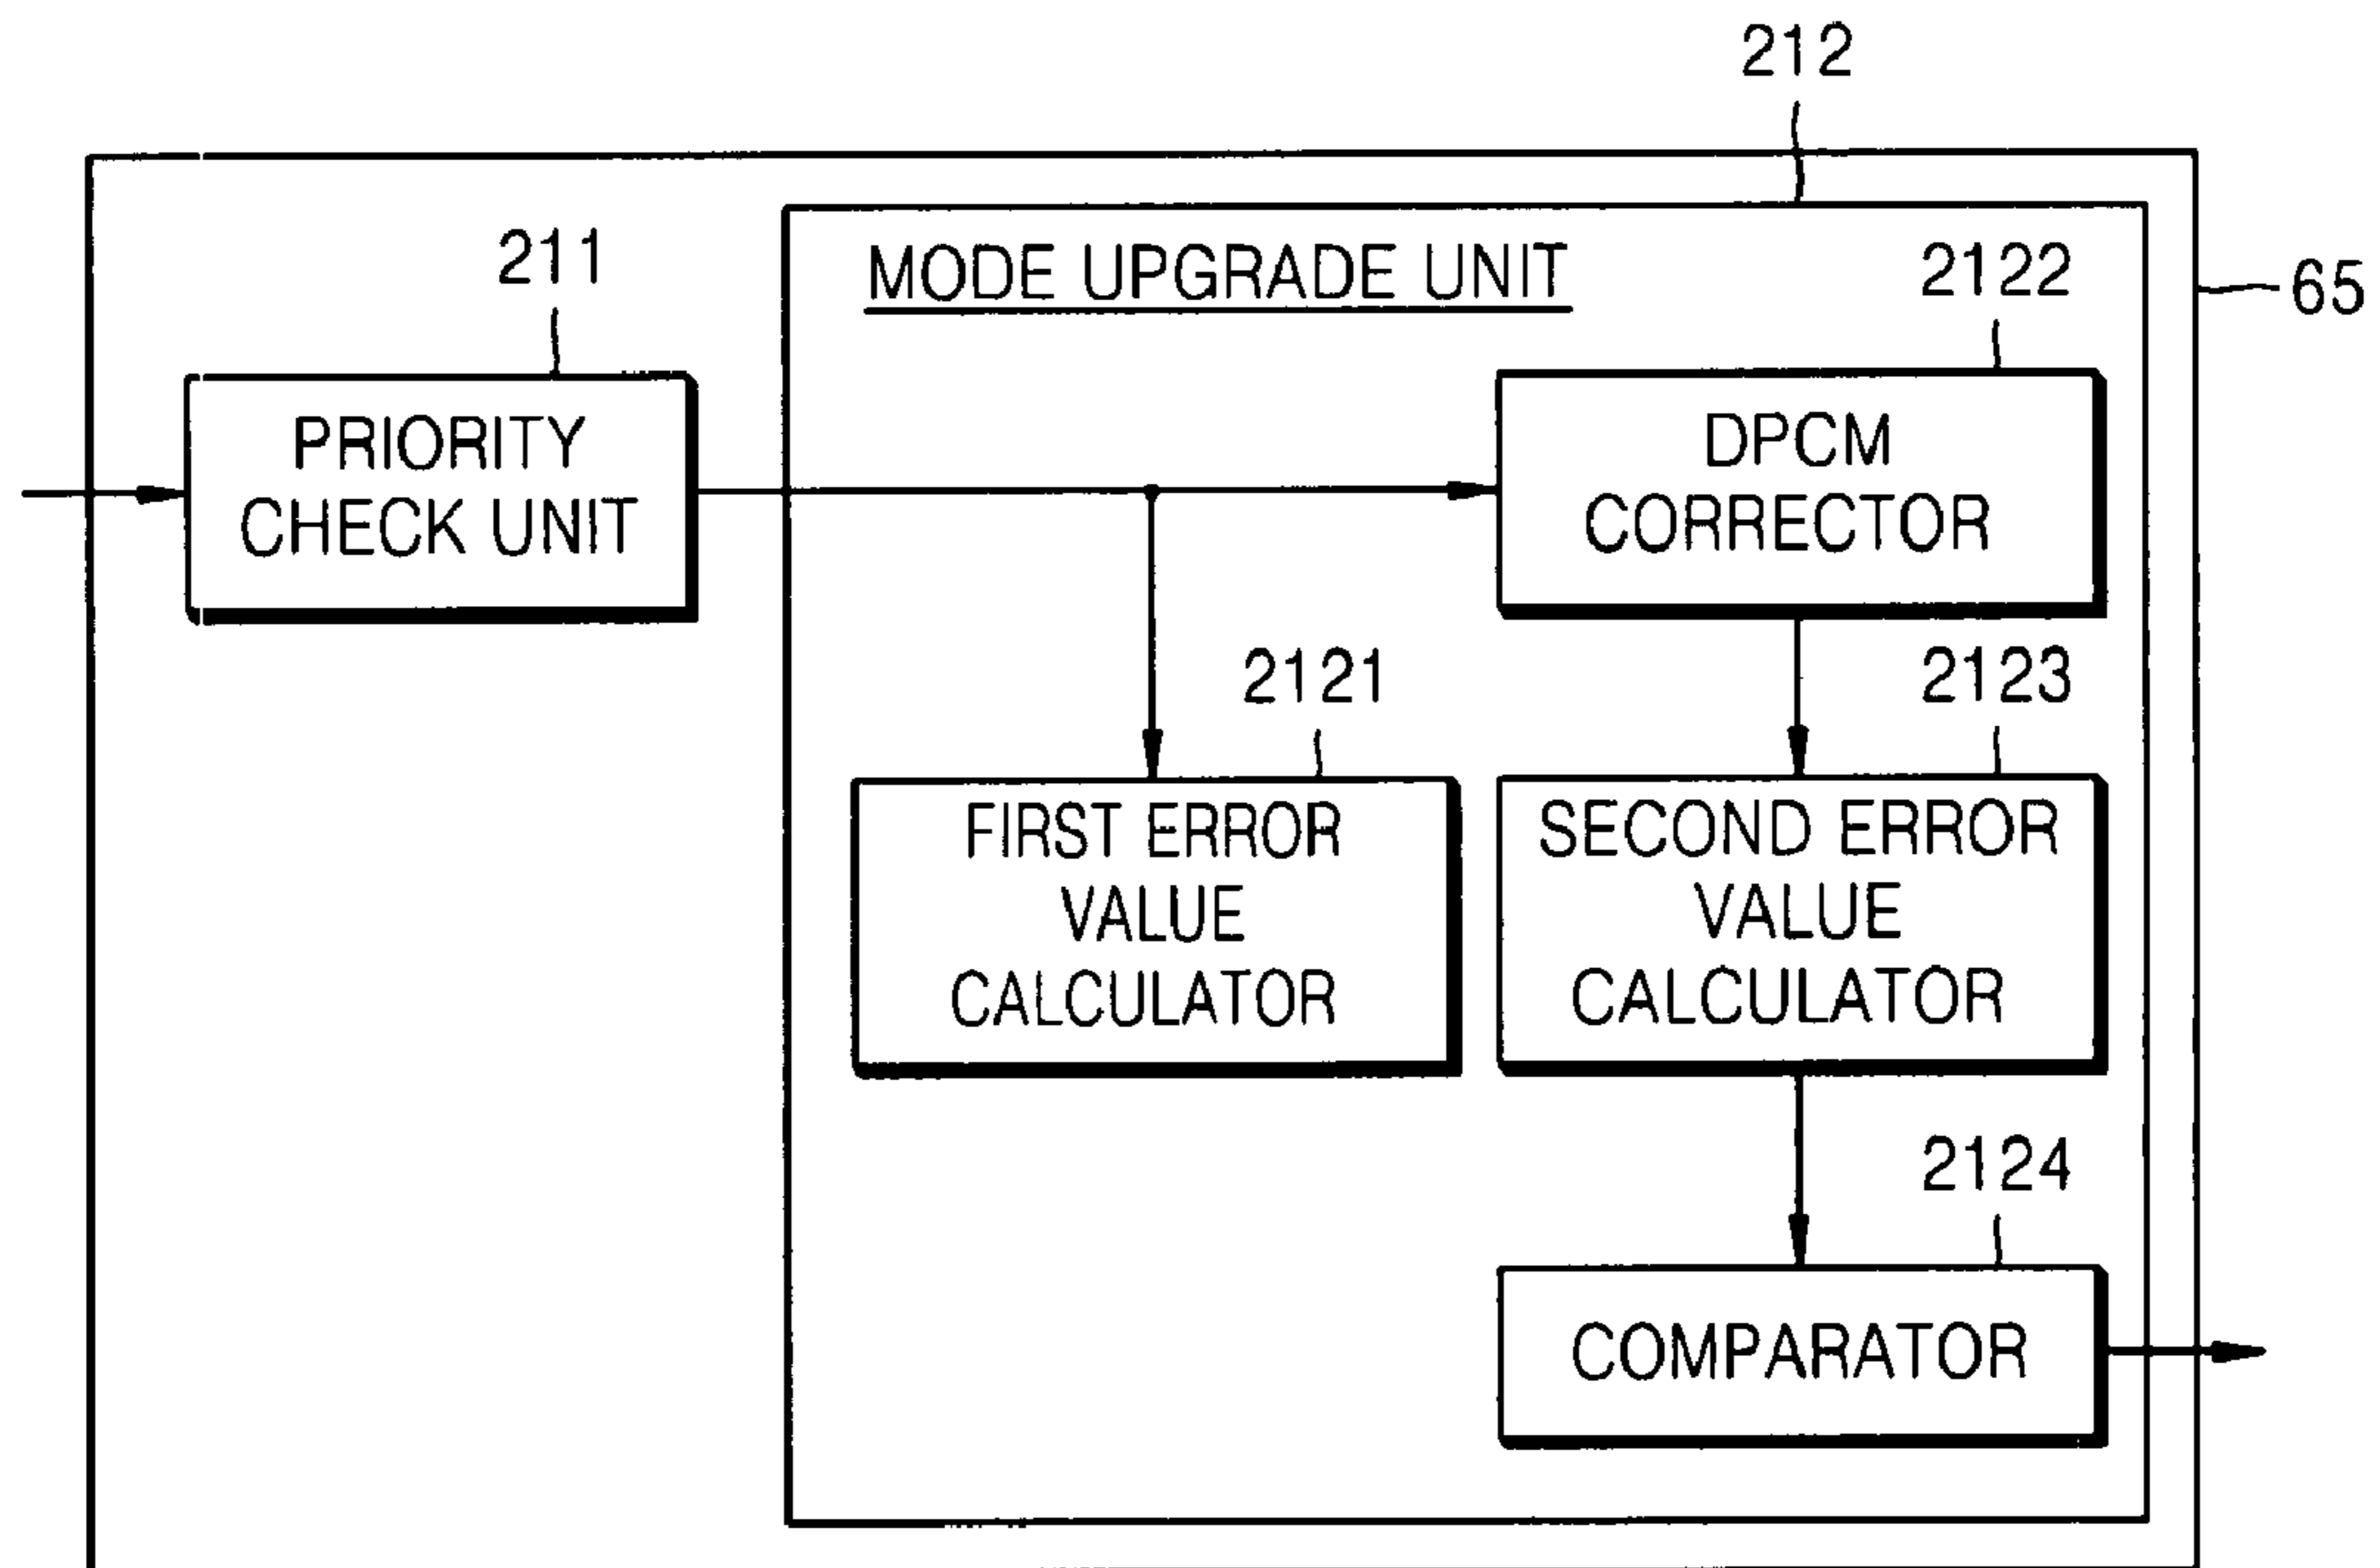 212
211
MODE UPGRADE UNIT
2122
65
PRIORITY
CHECK UNIT
DPCM
CORRECTOR
2121
2123
FIRST ERROR
VALUE
CALCULATOR
SECOND ERROR
VALUE
CALCULATOR
2124
COMPARATOR